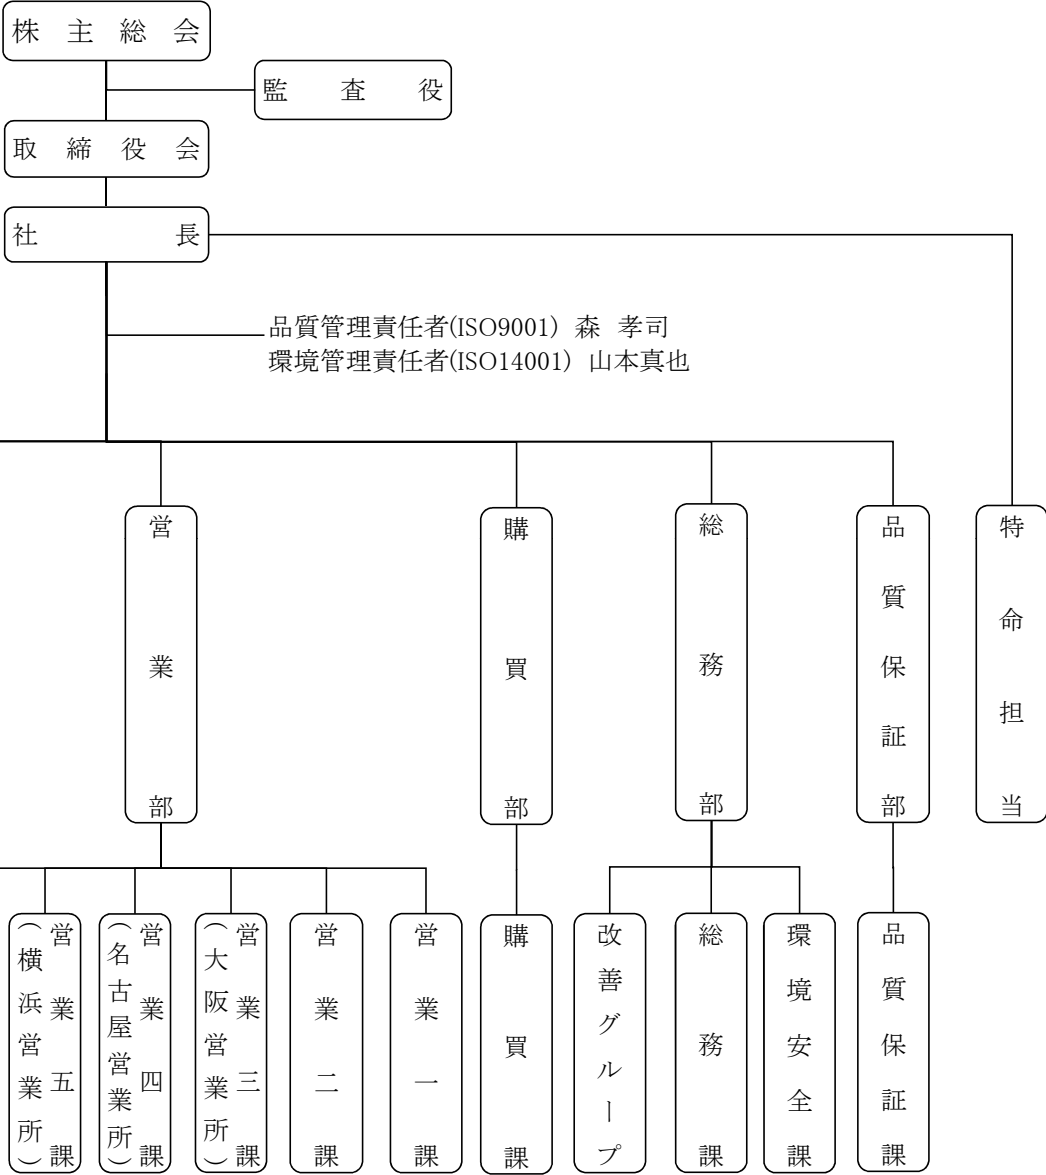 株主総会
監査役
取締役会
社長
品質管理責任者(ISO9001) 森 孝司
環境管理責任者(ISO14001) 山本真也
営業部
購買部
総務部
品質保証部
特命担当
営業五課
(横浜営業所)
営業四課
(名古屋営業所)
営業三課
(大阪営業所)
営業二課
営業一課
購買課
改善グループ
総務課
環境安全課
品質保証課